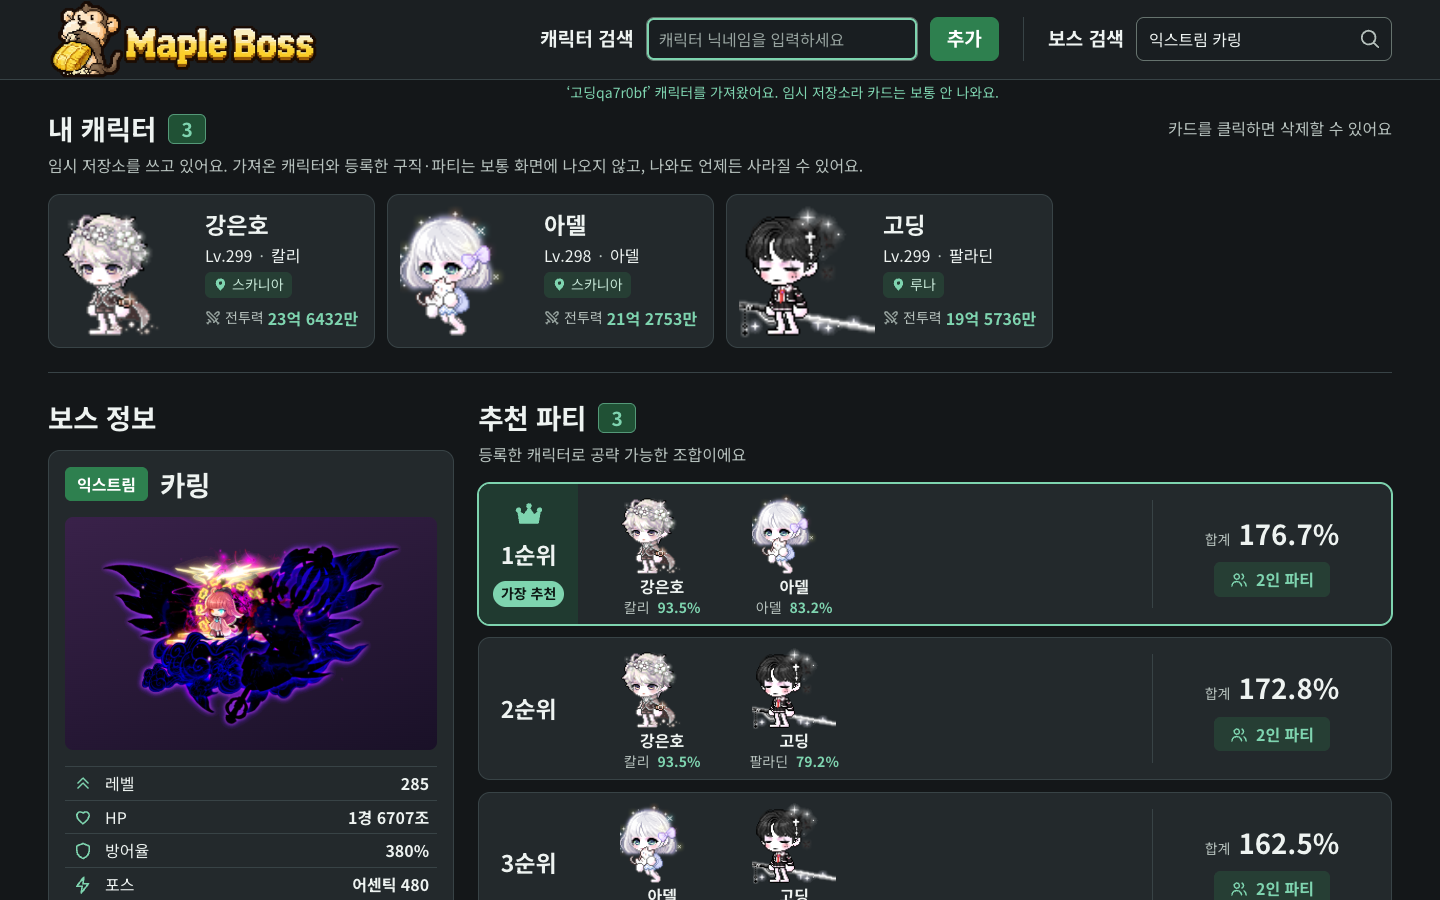 Maple Boss
캐릭터 검색
캐릭터 닉네임을 입력하세요
추가
보스 검색
익스트림 카링
‘고딩qa7r0bf’ 캐릭터를 가져왔어요. 임시 저장소라 카드는 보통 안 나와요.
내 캐릭터 3
카드를 클릭하면 삭제할 수 있어요
임시 저장소를 쓰고 있어요. 가져온 캐릭터와 등록한 구직·파티는 보통 화면에 나오지 않고, 나와도 언제든 사라질 수 있어요.
강은호
Lv.299 · 칼리
스카니아
전투력 23억 6432만
아델
Lv.298 · 아델
스카니아
전투력 21억 2753만
고딩
Lv.299 · 팔라딘
루나
전투력 19억 5736만
보스 정보
익스트림 카링
레벨 285
HP 1경 6707조
방어율 380%
포스 어센틱 480
추천 파티 3
등록한 캐릭터로 공략 가능한 조합이에요
1순위
가장 추천
강은호
칼리 93.5%
아델
아델 83.2%
합계 176.7%
2인 파티
2순위
강은호
칼리 93.5%
고딩
팔라딘 79.2%
합계 172.8%
2인 파티
3순위
아델
고딩
합계 162.5%
2인 파티